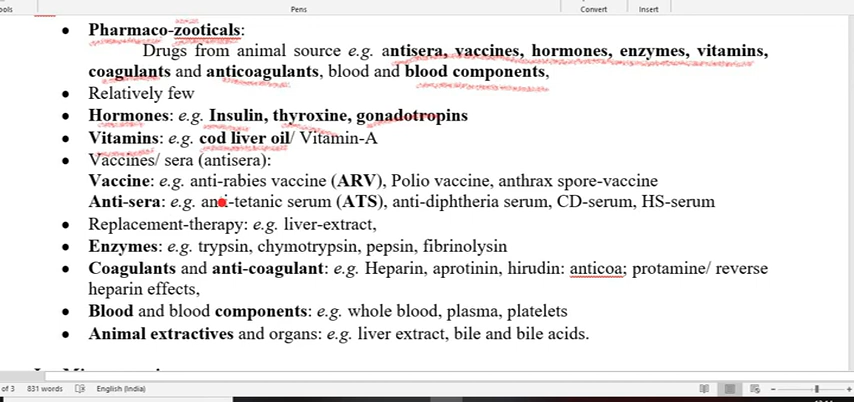 ools
Pens
Convert
Insert
• Pharmaco-zooticals:
Drugs from animal source e.g. antisera, vaccines, hormones, enzymes, vitamins,
coagulants and anticoagulants, blood and blood components,
• Relatively few
• Hormones: e.g. Insulin, thyroxine, gonadotropins
• Vitamins: e.g. cod liver oil/ Vitamin-A
• Vaccines/ sera (antisera):
Vaccine: e.g. anti-rabies vaccine (ARV), Polio vaccine, anthrax spore-vaccine
Anti-sera: e.g. anti-tetanic serum (ATS), anti-diphtheria serum, CD-serum, HS-serum
• Replacement-therapy: e.g. liver-extract,
• Enzymes: e.g. trypsin, chymotrypsin, pepsin, fibrinolysin
• Coagulants and anti-coagulant: e.g. Heparin, aprotinin, hirudin: anticoa; protamine/ reverse
heparin effects,
• Blood and blood components: e.g. whole blood, plasma, platelets
• Animal extractives and organs: e.g. liver extract, bile and bile acids.
of 3
831 words
English (India)